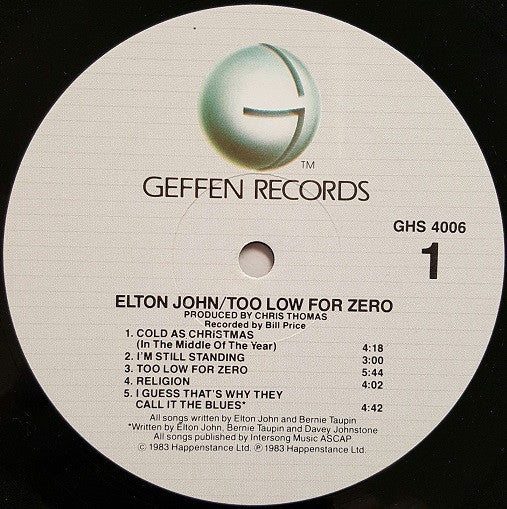 G
TM
GEFFEN RECORDS
GHS 4006
1
ELTON JOHN/TOO LOW FOR ZERO
PRODUCED BY CHRIS THOMAS
Recorded by Bill Price
1. COLD AS CHRISTMAS
(In The Middle Of The Year) 4:18
2. I'M STILL STANDING 3:00
3. TOO LOW FOR ZERO 5:44
4. RELIGION 4:02
5. I GUESS THAT'S WHY THEY
CALL IT THE BLUES* 4:42
All songs written by Elton John and Bernie Taupin
*Written by Elton John, Bernie Taupin and Davey Johnstone
All songs published by Intersong Music ASCAP
© 1983 Happenstance Ltd. ℗ 1983 Happenstance Ltd.